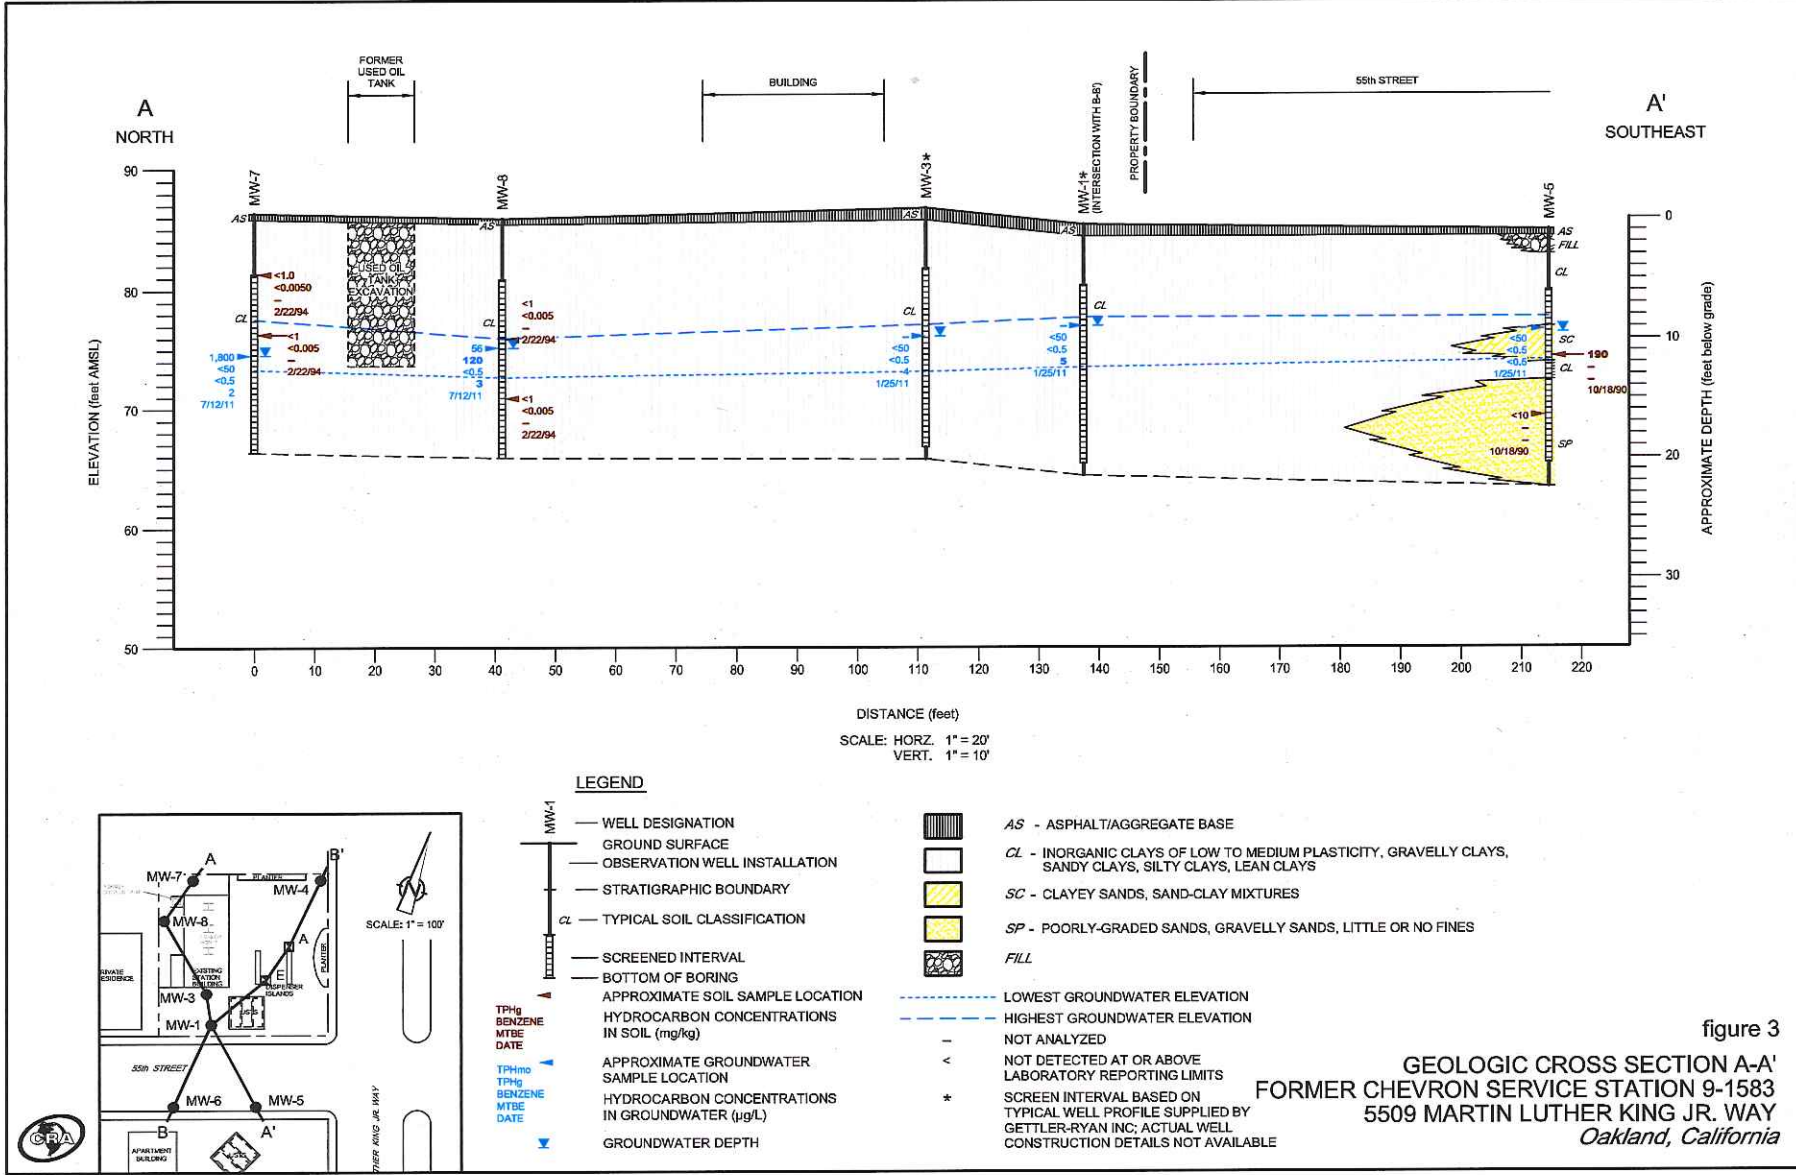 FORMER
USED OIL
TANK
BUILDING
55th STREET
A
NORTH
A'
SOUTHEAST
MW-7
MW-8
MW-3*
MW-1*
(INTERSECTION WITH B-B')
PROPERTY BOUNDARY
MW-5
90
80
70
60
50
ELEVATION (feet AMSL)
0
10
20
30
APPROXIMATE DEPTH (feet below grade)
AS
AS
AS
AS
AS
FILL
CL
CL
CL
CL
CL
SC
CL
SP
USED OIL
TANK
EXCAVATION
<1.0
<0.0050
–
2/22/94
<1
<0.005
–
2/22/94
1,800
<50
<0.5
2
7/12/11
<1
<0.005
–
2/22/94
56
120
<0.5
3
7/12/11
<1
<0.005
–
2/22/94
–
<50
<0.5
4
1/25/11
–
<50
<0.5
5
1/25/11
–
<50
<0.5
<0.5
1/25/11
190
–
–
10/18/90
<10
–
–
10/18/90
0 10 20 30 40 50 60 70 80 90 100 110 120 130 140 150 160 170 180 190 200 210 220
DISTANCE (feet)
SCALE: HORZ. 1" = 20'
VERT. 1" = 10'
LEGEND
MW-1
WELL DESIGNATION
GROUND SURFACE
OBSERVATION WELL INSTALLATION
STRATIGRAPHIC BOUNDARY
CL
TYPICAL SOIL CLASSIFICATION
SCREENED INTERVAL
BOTTOM OF BORING
APPROXIMATE SOIL SAMPLE LOCATION
TPHg
BENZENE
MTBE
DATE
HYDROCARBON CONCENTRATIONS
IN SOIL (mg/kg)
APPROXIMATE GROUNDWATER
SAMPLE LOCATION
TPHmo
TPHg
BENZENE
MTBE
DATE
HYDROCARBON CONCENTRATIONS
IN GROUNDWATER (µg/L)
GROUNDWATER DEPTH
AS - ASPHALT/AGGREGATE BASE
CL - INORGANIC CLAYS OF LOW TO MEDIUM PLASTICITY, GRAVELLY CLAYS,
SANDY CLAYS, SILTY CLAYS, LEAN CLAYS
SC - CLAYEY SANDS, SAND-CLAY MIXTURES
SP - POORLY-GRADED SANDS, GRAVELLY SANDS, LITTLE OR NO FINES
FILL
LOWEST GROUNDWATER ELEVATION
HIGHEST GROUNDWATER ELEVATION
– NOT ANALYZED
< NOT DETECTED AT OR ABOVE
LABORATORY REPORTING LIMITS
* SCREEN INTERVAL BASED ON
TYPICAL WELL PROFILE SUPPLIED BY
GETTLER-RYAN INC; ACTUAL WELL
CONSTRUCTION DETAILS NOT AVAILABLE
A
B'
MW-7
PLANTER
MW-4
MW-8
A
PLANTER
E
EXISTING
STATION
BUILDING
DISPENSER
ISLANDS
MW-3
USTS
MW-1
55th STREET
MW-6
MW-5
B
A'
APARTMENT
BUILDING
N
SCALE: 1" = 100'
THER KING JR. WAY
CRA
figure 3
GEOLOGIC CROSS SECTION A-A'
FORMER CHEVRON SERVICE STATION 9-1583
5509 MARTIN LUTHER KING JR. WAY
Oakland, California